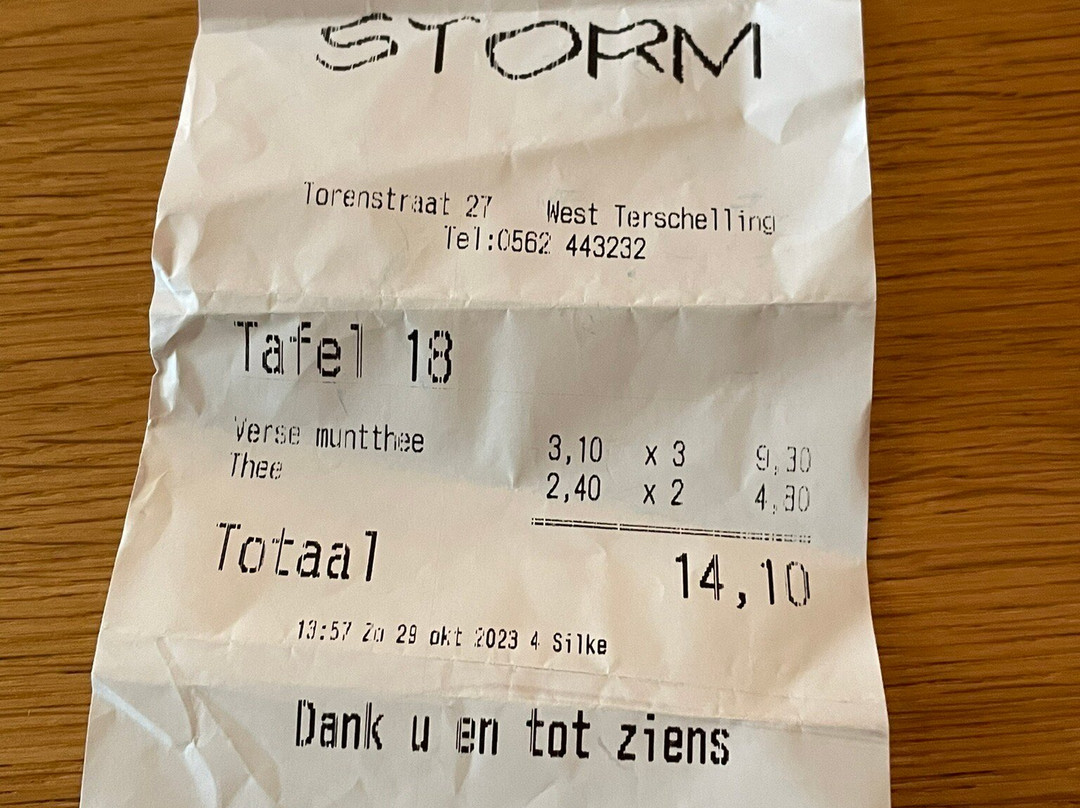 STORM
Torenstraat 27 West Terschelling
Tel:0562 443232
Tafel 18
Verse muntthee 3,10 x 3 9,30
Thee 2,40 x 2 4,80
Totaal 14,10
13:57 Zo 29 okt 2023 4 Silke
Dank u en tot ziens